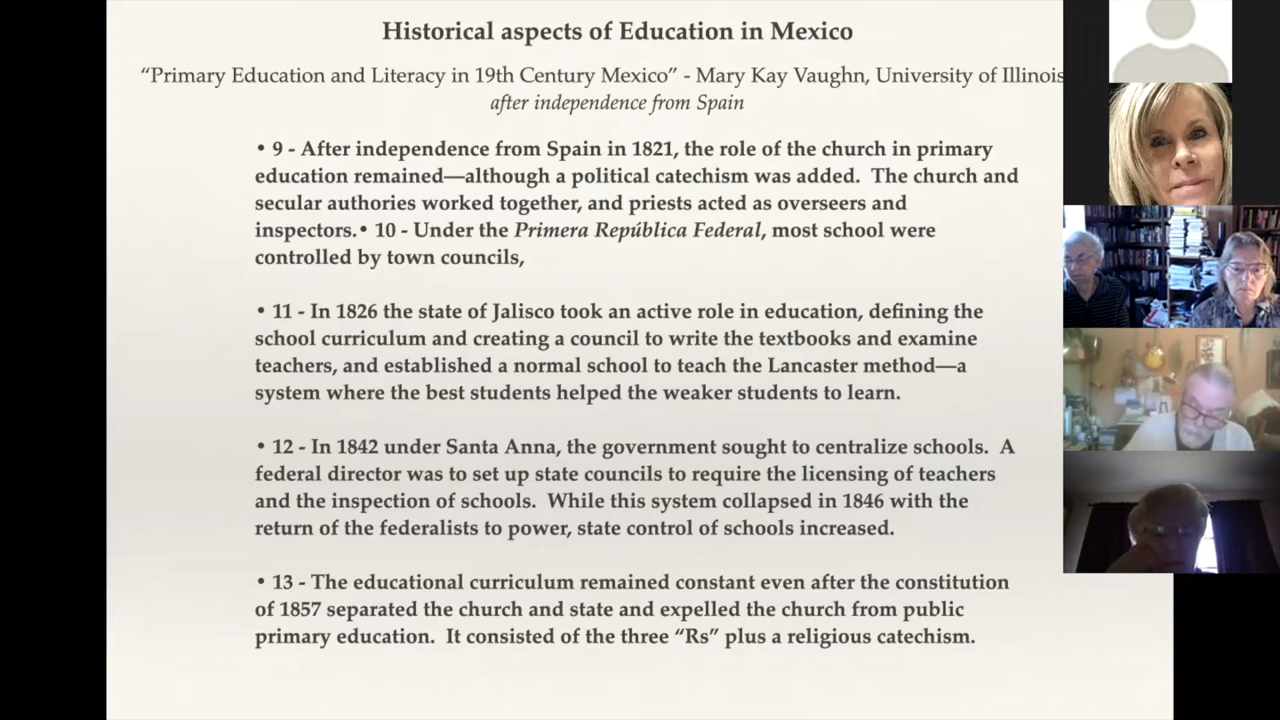 Historical aspects of Education in Mexico
“Primary Education and Literacy in 19th Century Mexico” - Mary Kay Vaughn, University of Illinois
after independence from Spain
• 9 - After independence from Spain in 1821, the role of the church in primary
education remained—although a political catechism was added.  The church and
secular authories worked together, and priests acted as overseers and
inspectors.• 10 - Under the Primera República Federal, most school were
controlled by town councils,
• 11 - In 1826 the state of Jalisco took an active role in education, defining the
school curriculum and creating a council to write the textbooks and examine
teachers, and established a normal school to teach the Lancaster method—a
system where the best students helped the weaker students to learn.
• 12 - In 1842 under Santa Anna, the government sought to centralize schools.  A
federal director was to set up state councils to require the licensing of teachers
and the inspection of schools.  While this system collapsed in 1846 with the
return of the federalists to power, state control of schools increased.
• 13 - The educational curriculum remained constant even after the constitution
of 1857 separated the church and state and expelled the church from public
primary education.  It consisted of the three “Rs” plus a religious catechism.